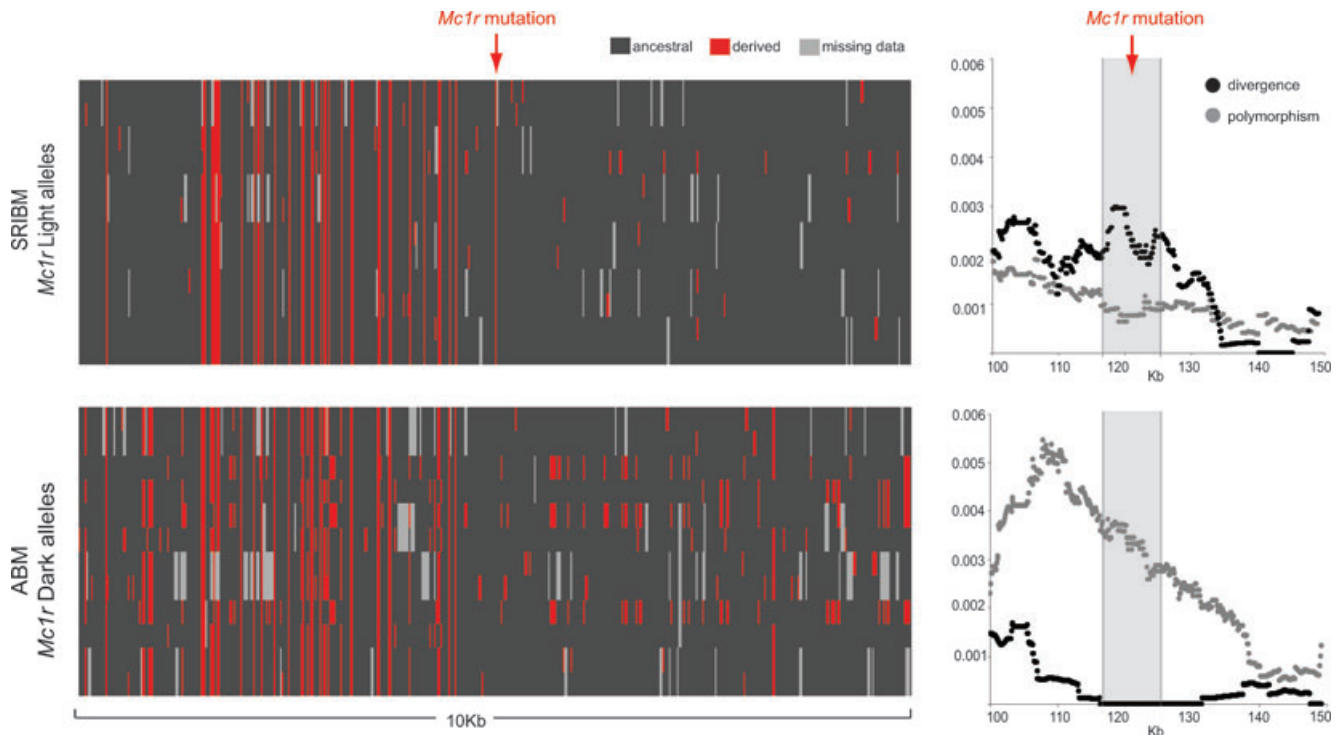 Mc1r mutation
ancestral derived missing data
SRIBM
Mc1r Light alleles
ABM
Mc1r Dark alleles
10Kb
Mc1r mutation
divergence
polymorphism
0.006
0.005
0.004
0.003
0.002
0.001
100 110 120 130 140 150
Kb
0.006
0.005
0.004
0.003
0.002
0.001
100 110 120 130 140 150
Kb